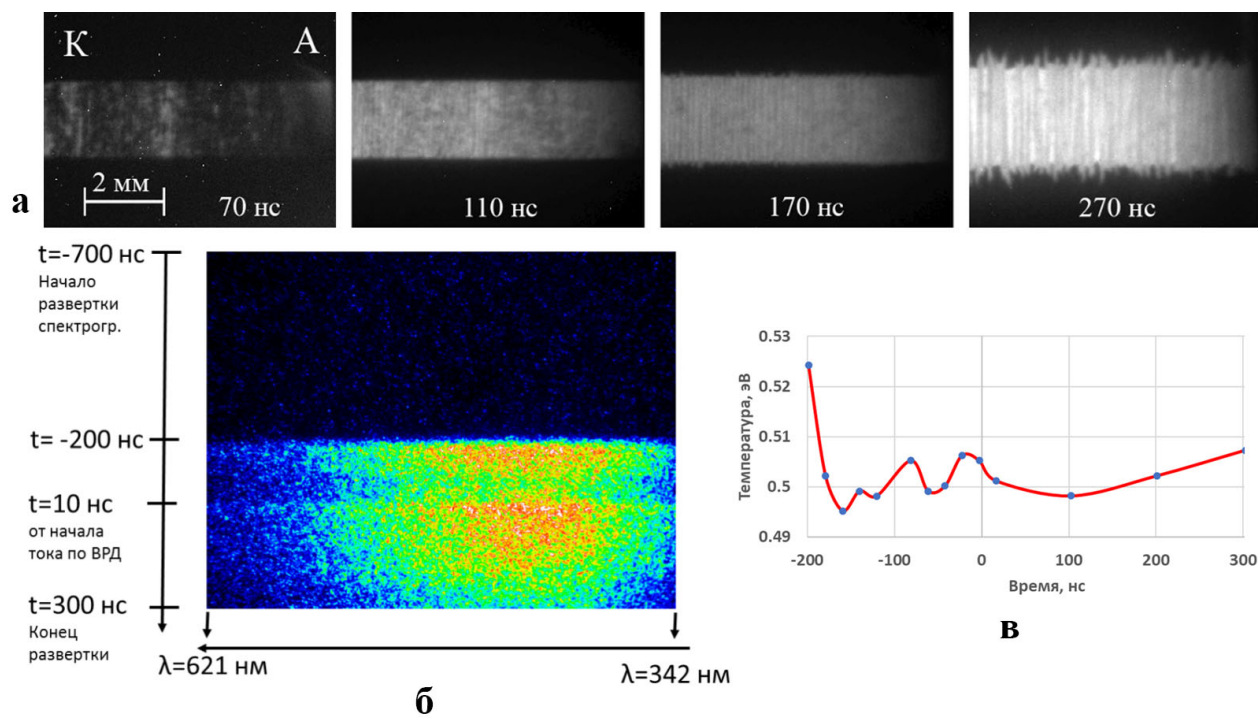 К
А
2 мм
70 нс
110 нс
170 нс
270 нс
а
t=-700 нс
Начало
развертки
спектрогр.
t= -200 нс
t=10 нс
от начала
тока по ВРД
t=300 нс
Конец
развертки
λ=621 нм
λ=342 нм
б
0.53
0.52
0.51
0.5
0.49
Температура, эВ
-200
-100
0
100
200
300
Время, нс
в